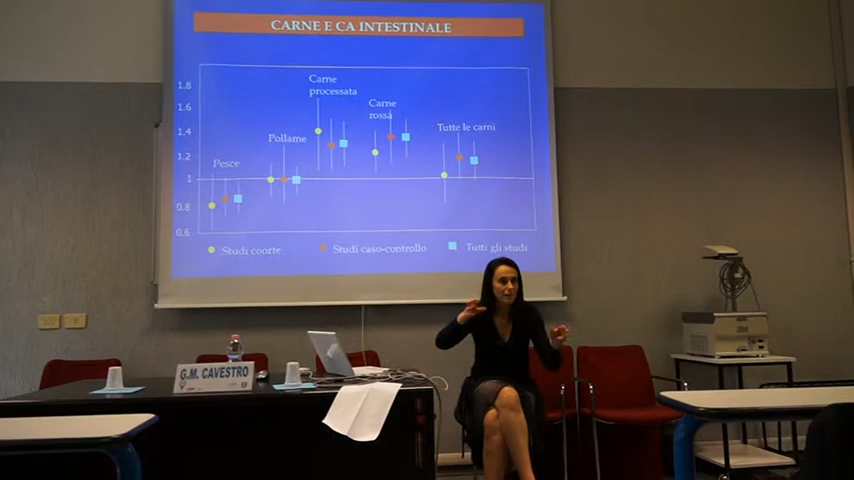 CARNE E CA INTESTINALE
1.8
1.6
1.4
1.2
1
0.8
0.6
Pesce
Pollame
Carne
processata
Carne
rossa
Tutte le carni
Studi coorte
Studi caso-controllo
Tutti gli studi
G.M. CAVESTRO